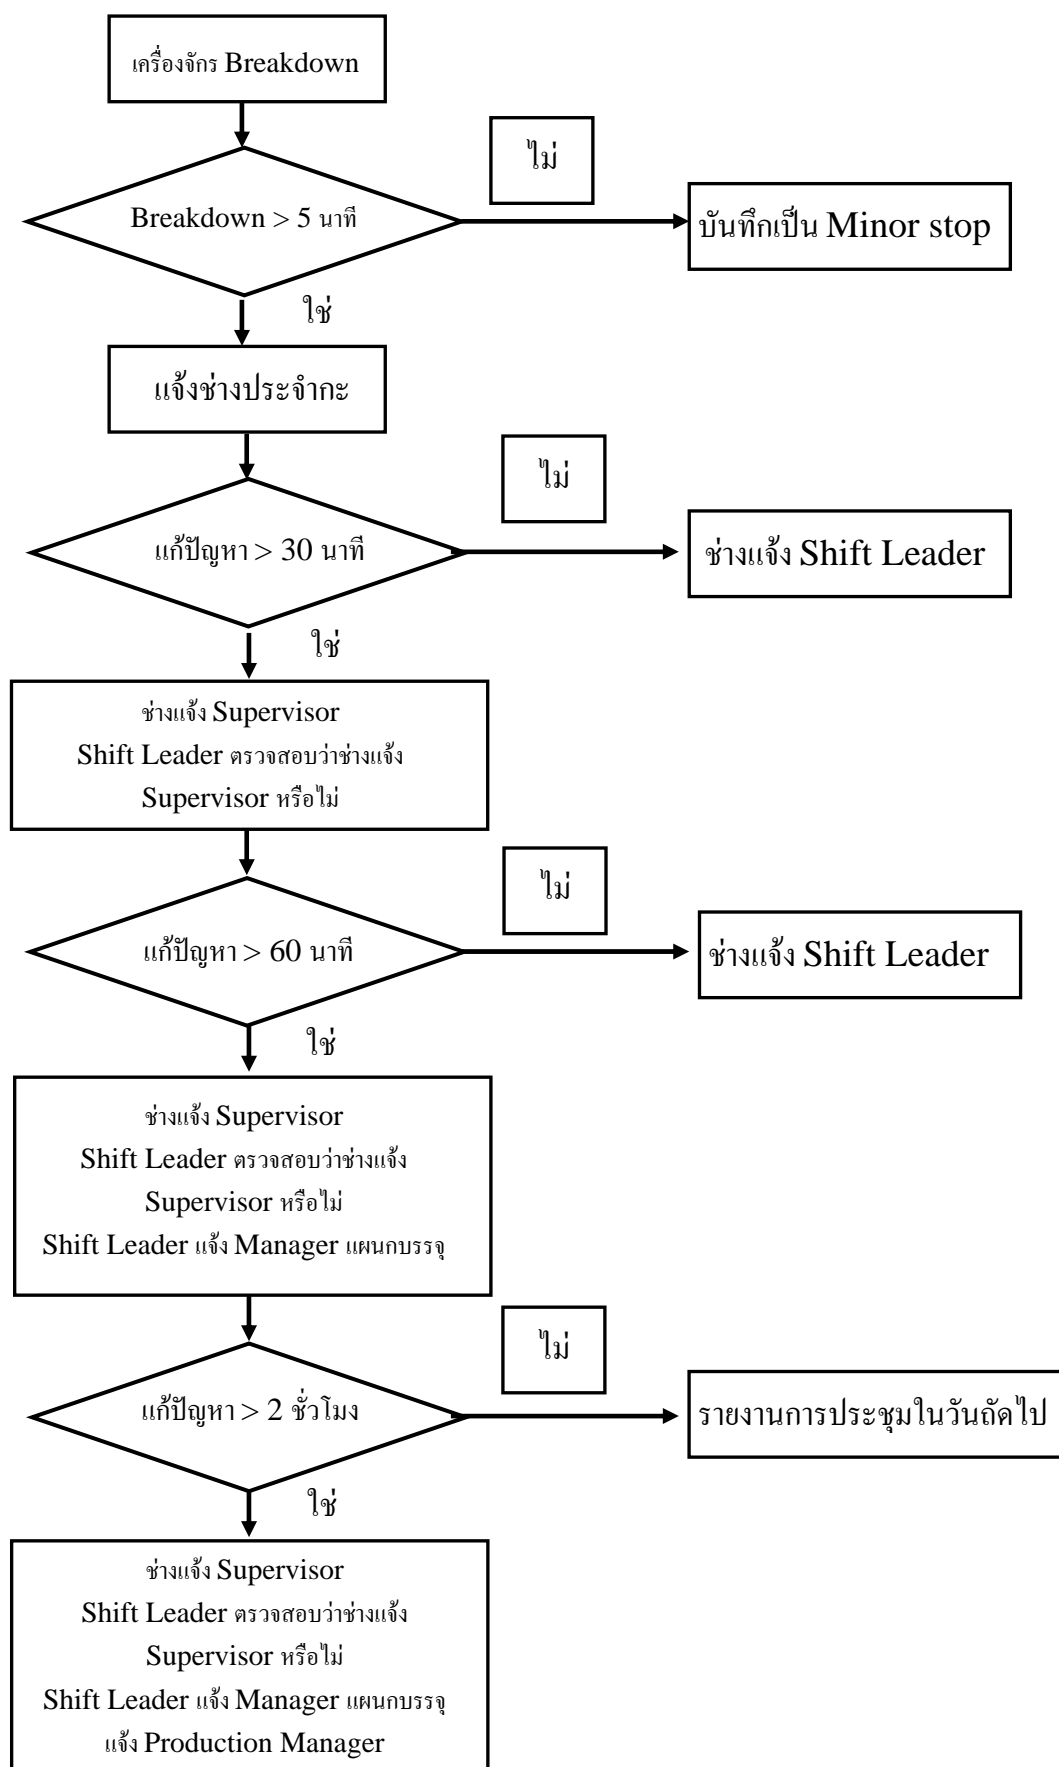 เครื่องจักร Breakdown
ไม่
Breakdown > 5 นาที
บันทึกเป็น Minor stop
ใช่
แจ้งช่างประจำกะ
ไม่
แก้ปัญหา > 30 นาที
ช่างแจ้ง Shift Leader
ใช่
ช่างแจ้ง Supervisor
Shift Leader ตรวจสอบว่าช่างแจ้ง
Supervisor หรือไม่
ไม่
แก้ปัญหา > 60 นาที
ช่างแจ้ง Shift Leader
ใช่
ช่างแจ้ง Supervisor
Shift Leader ตรวจสอบว่าช่างแจ้ง
Supervisor หรือไม่
Shift Leader แจ้ง Manager แผนกบรรจุ
ไม่
แก้ปัญหา > 2 ชั่วโมง
รายงานการประชุมในวันถัดไป
ใช่
ช่างแจ้ง Supervisor
Shift Leader ตรวจสอบว่าช่างแจ้ง
Supervisor หรือไม่
Shift Leader แจ้ง Manager แผนกบรรจุ
แจ้ง Production Manager